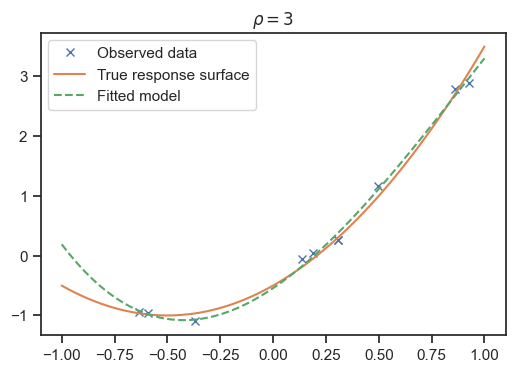 ρ = 3
Observed data
True response surface
Fitted model
3
2
1
0
−1
−1.00 −0.75 −0.50 −0.25 0.00 0.25 0.50 0.75 1.00